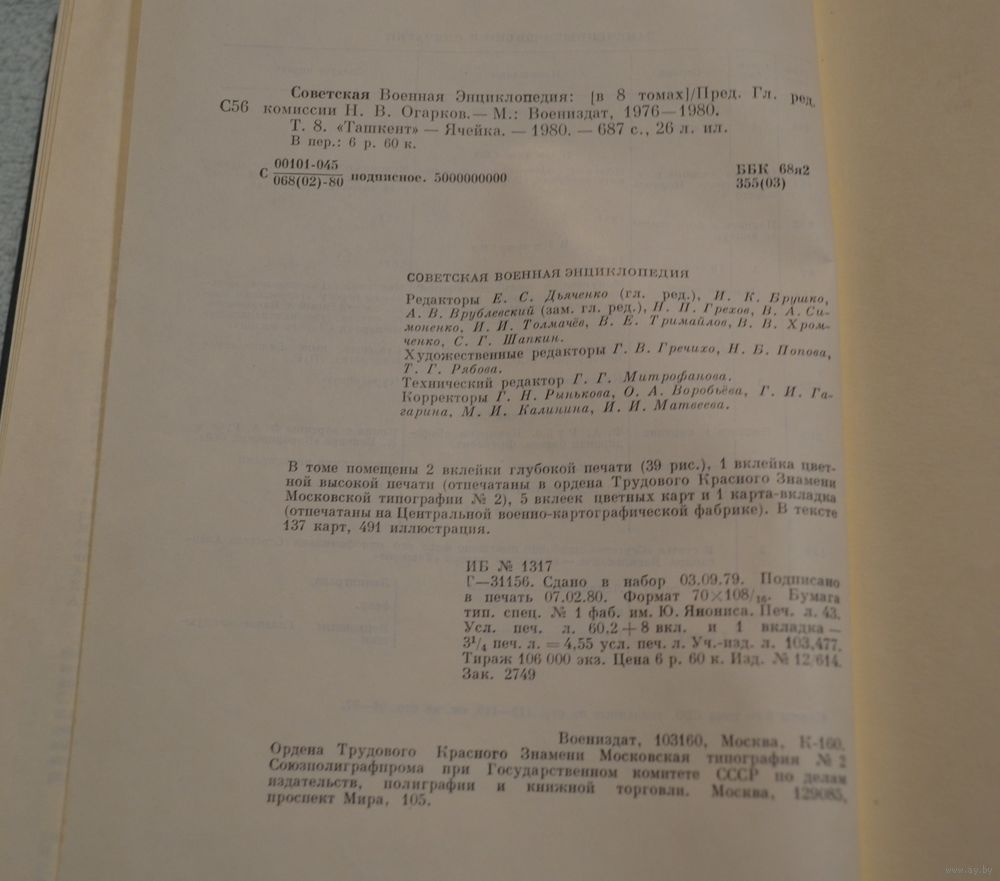 Советская Военная Энциклопедия: [в 8 томах]/Пред. Гл. ред.
С56 комиссии Н. В. Огарков.— М.: Воениздат, 1976—1980.
Т. 8. «Ташкент» — Ячейка. — 1980. — 687 с., 26 л. ил.
В пер.: 6 р. 60 к.
00101-045
С 068(02)-80 подписное. 5000000000
ББК 68я2
355(03)
СОВЕТСКАЯ ВОЕННАЯ ЭНЦИКЛОПЕДИЯ
Редакторы Е. С. Дьяченко (гл. ред.), И. К. Брушко,
А. В. Врублевский (зам. гл. ред.), П. П. Грехов, В. А. Си-
моненко, И. И. Толмачёв, В. Е. Тримайлов, В. В. Хром-
ченко, С. Г. Шапкин.
Художественные редакторы Г. В. Гречихо, Н. Б. Попова,
Т. Г. Рябова.
Технический редактор Г. Г. Митрофанова.
Корректоры Г. Н. Рынькова, О. А. Воробьёва, Г. И. Га-
гарина, М. И. Калинина, И. И. Матвеева.
В томе помещены 2 вклейки глубокой печати (39 рис.), 1 вклейка цвет-
ной высокой печати (отпечатаны в ордена Трудового Красного Знамени
Московской типографии № 2), 5 вклеек цветных карт и 1 карта-вкладка
(отпечатаны на Центральной военно-картографической фабрике). В тексте
137 карт, 491 иллюстрация.
ИБ № 1317
Г—31156. Сдано в набор 03.09.79. Подписано
в печать 07.02.80. Формат 70×108/16. Бумага
тип. спец. № 1 фаб. им. Ю. Янониса. Печ. л. 43.
Усл. печ. л. 60,2+8 вкл. и 1 вкладка —
3¹/₄ печ. л. = 4,55 усл. печ. л. Уч.-изд. л. 103,477.
Тираж 106 000 экз. Цена 6 р. 60 к. Изд. № 12/614.
Зак. 2749
Воениздат, 103160, Москва, К-160.
Ордена Трудового Красного Знамени Московская типография № 2
Союзполиграфпрома при Государственном комитете СССР по делам
издательств, полиграфии и книжной торговли. Москва, 129085,
проспект Мира, 105.
www.ay.by